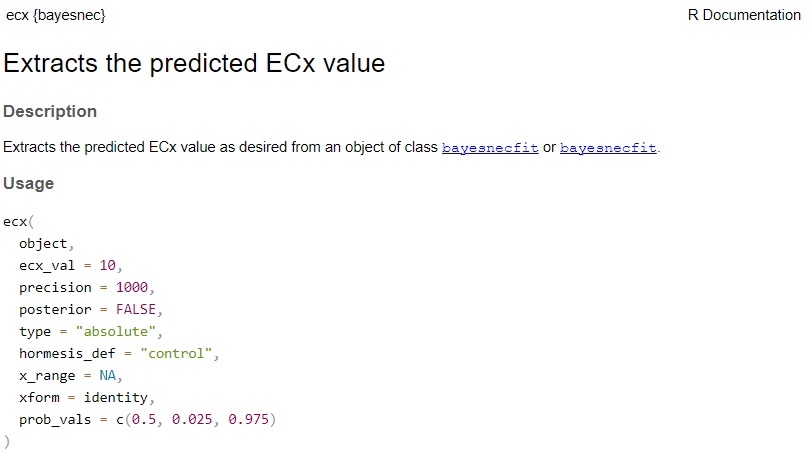 ecx {bayesnec} R Documentation
Extracts the predicted ECx value
Description
Extracts the predicted ECx value as desired from an object of class bayesnecfit or bayesnecfit.
Usage
ecx(
  object,
  ecx_val = 10,
  precision = 1000,
  posterior = FALSE,
  type = "absolute",
  hormesis_def = "control",
  x_range = NA,
  xform = identity,
  prob_vals = c(0.5, 0.025, 0.975)
)